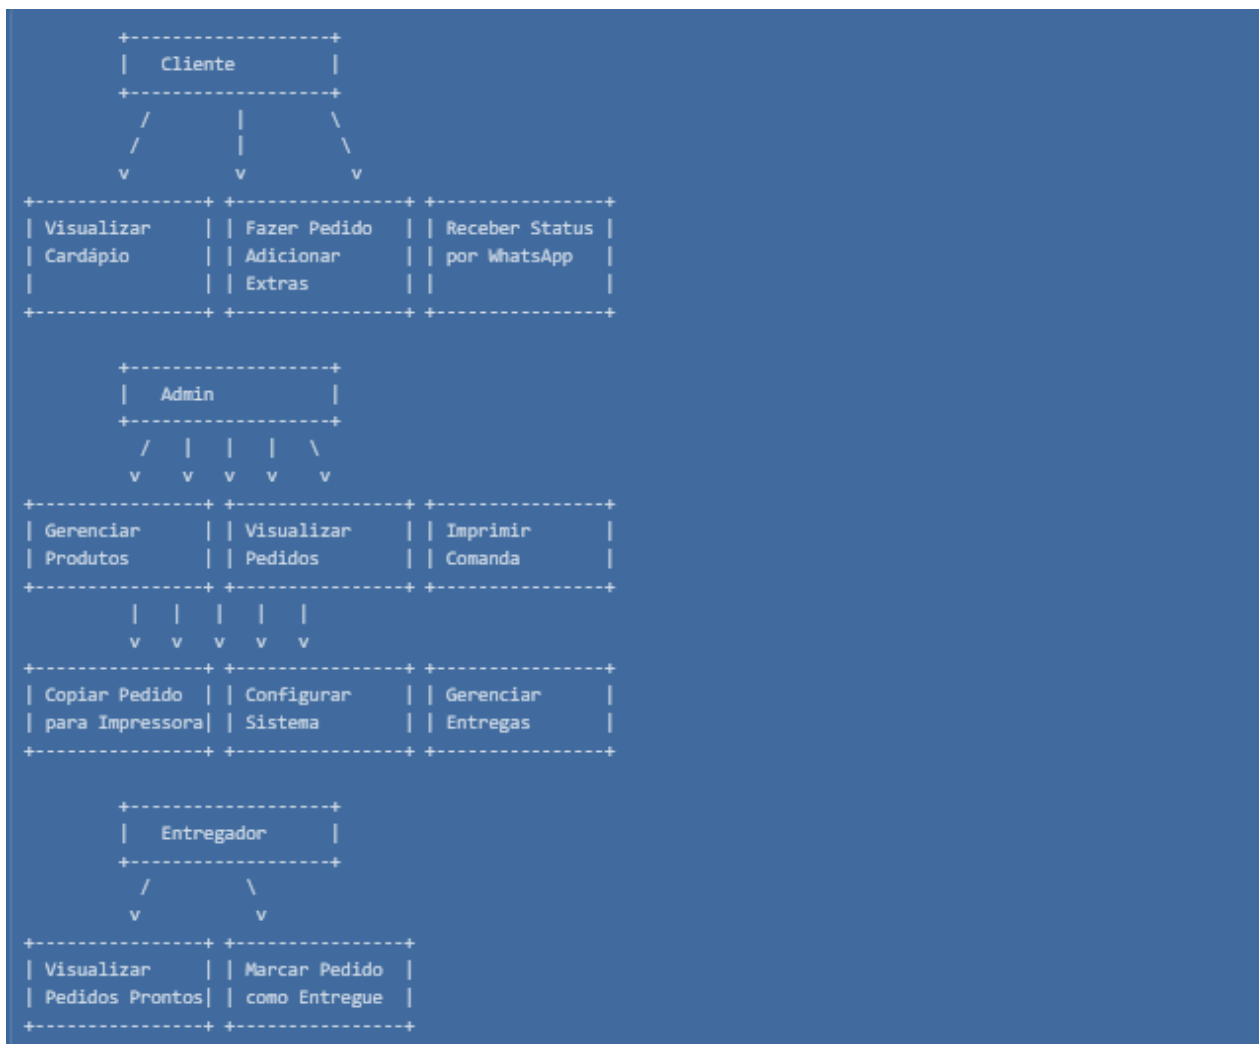 +-------------------+
|   Cliente         |
+-------------------+
/         |         \
/          |          \
v          v          v
+----------------+ +----------------+ +----------------+
| Visualizar     | | Fazer Pedido   | | Receber Status |
| Cardápio       | | Adicionar      | | por WhatsApp   |
|                | | Extras         | |                |
+----------------+ +----------------+ +----------------+
+-------------------+
|   Admin           |
+-------------------+
/   |   |   |   \
v    v   v   v    v
+----------------+ +----------------+ +----------------+
| Gerenciar      | | Visualizar     | | Imprimir       |
| Produtos       | | Pedidos        | | Comanda        |
+----------------+ +----------------+ +----------------+
|   |   |   |   |
v   v   v   v   v
+----------------+ +----------------+ +----------------+
| Copiar Pedido  | | Configurar     | | Gerenciar      |
| para Impressora| | Sistema        | | Entregas       |
+----------------+ +----------------+ +----------------+
+-------------------+
|   Entregador      |
+-------------------+
/         \
v           v
+----------------+ +----------------+
| Visualizar     | | Marcar Pedido  |
| Pedidos Prontos| | como Entregue  |
+----------------+ +----------------+